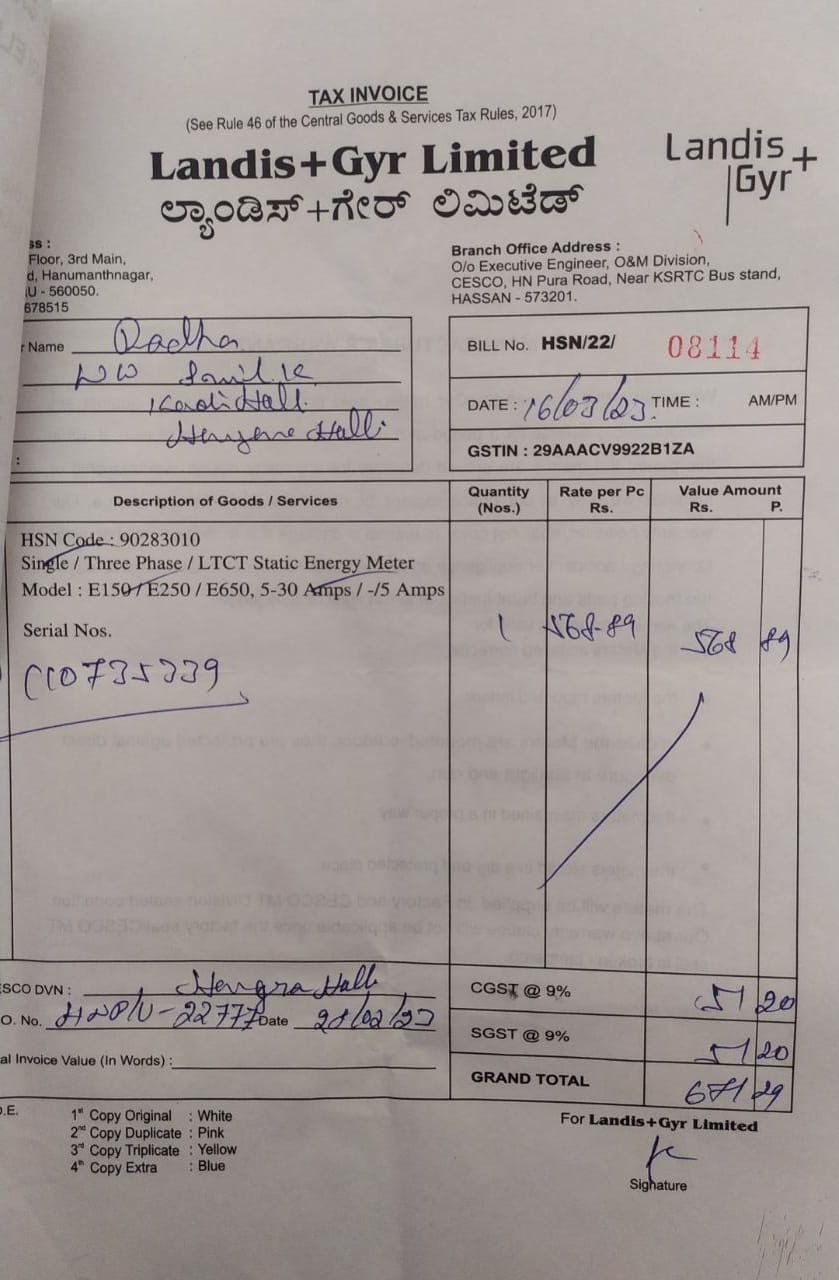 TAX INVOICE
(See Rule 46 of the Central Goods & Services Tax Rules, 2017)
Landis+Gyr Limited
ಲ್ಯಾಂಡಿಸ್+ಗೇರ್ ಲಿಮಿಟೆಡ್
Landis+
Gyr+
ss :
Floor, 3rd Main,
d, Hanumanthnagar,
U - 560050.
678515
Branch Office Address :
O/o Executive Engineer, O&M Division,
CESCO, HN Pura Road, Near KSRTC Bus stand,
HASSAN - 573201.
r Name Radha
:
BILL No. HSN/22/ 08114
DATE : 16/03/23 TIME : AM/PM
GSTIN : 29AAACV9922B1ZA
Description of Goods / Services Quantity (Nos.) Rate per Pc Rs. Value Amount Rs. P.
HSN Code : 90283010
Single / Three Phase / LTCT Static Energy Meter
Model : E150 / E250 / E650, 5-30 Amps / -/5 Amps
Serial Nos. 1 568-89 568 89
ESCO DVN :
O. No. Date
al Invoice Value (In Words) :
CGST @ 9% 51 20
SGST @ 9% 51 20
GRAND TOTAL 671 29
O.E.
1st Copy Original : White
2nd Copy Duplicate : Pink
3rd Copy Triplicate : Yellow
4th Copy Extra : Blue
For Landis+Gyr Limited
Signature